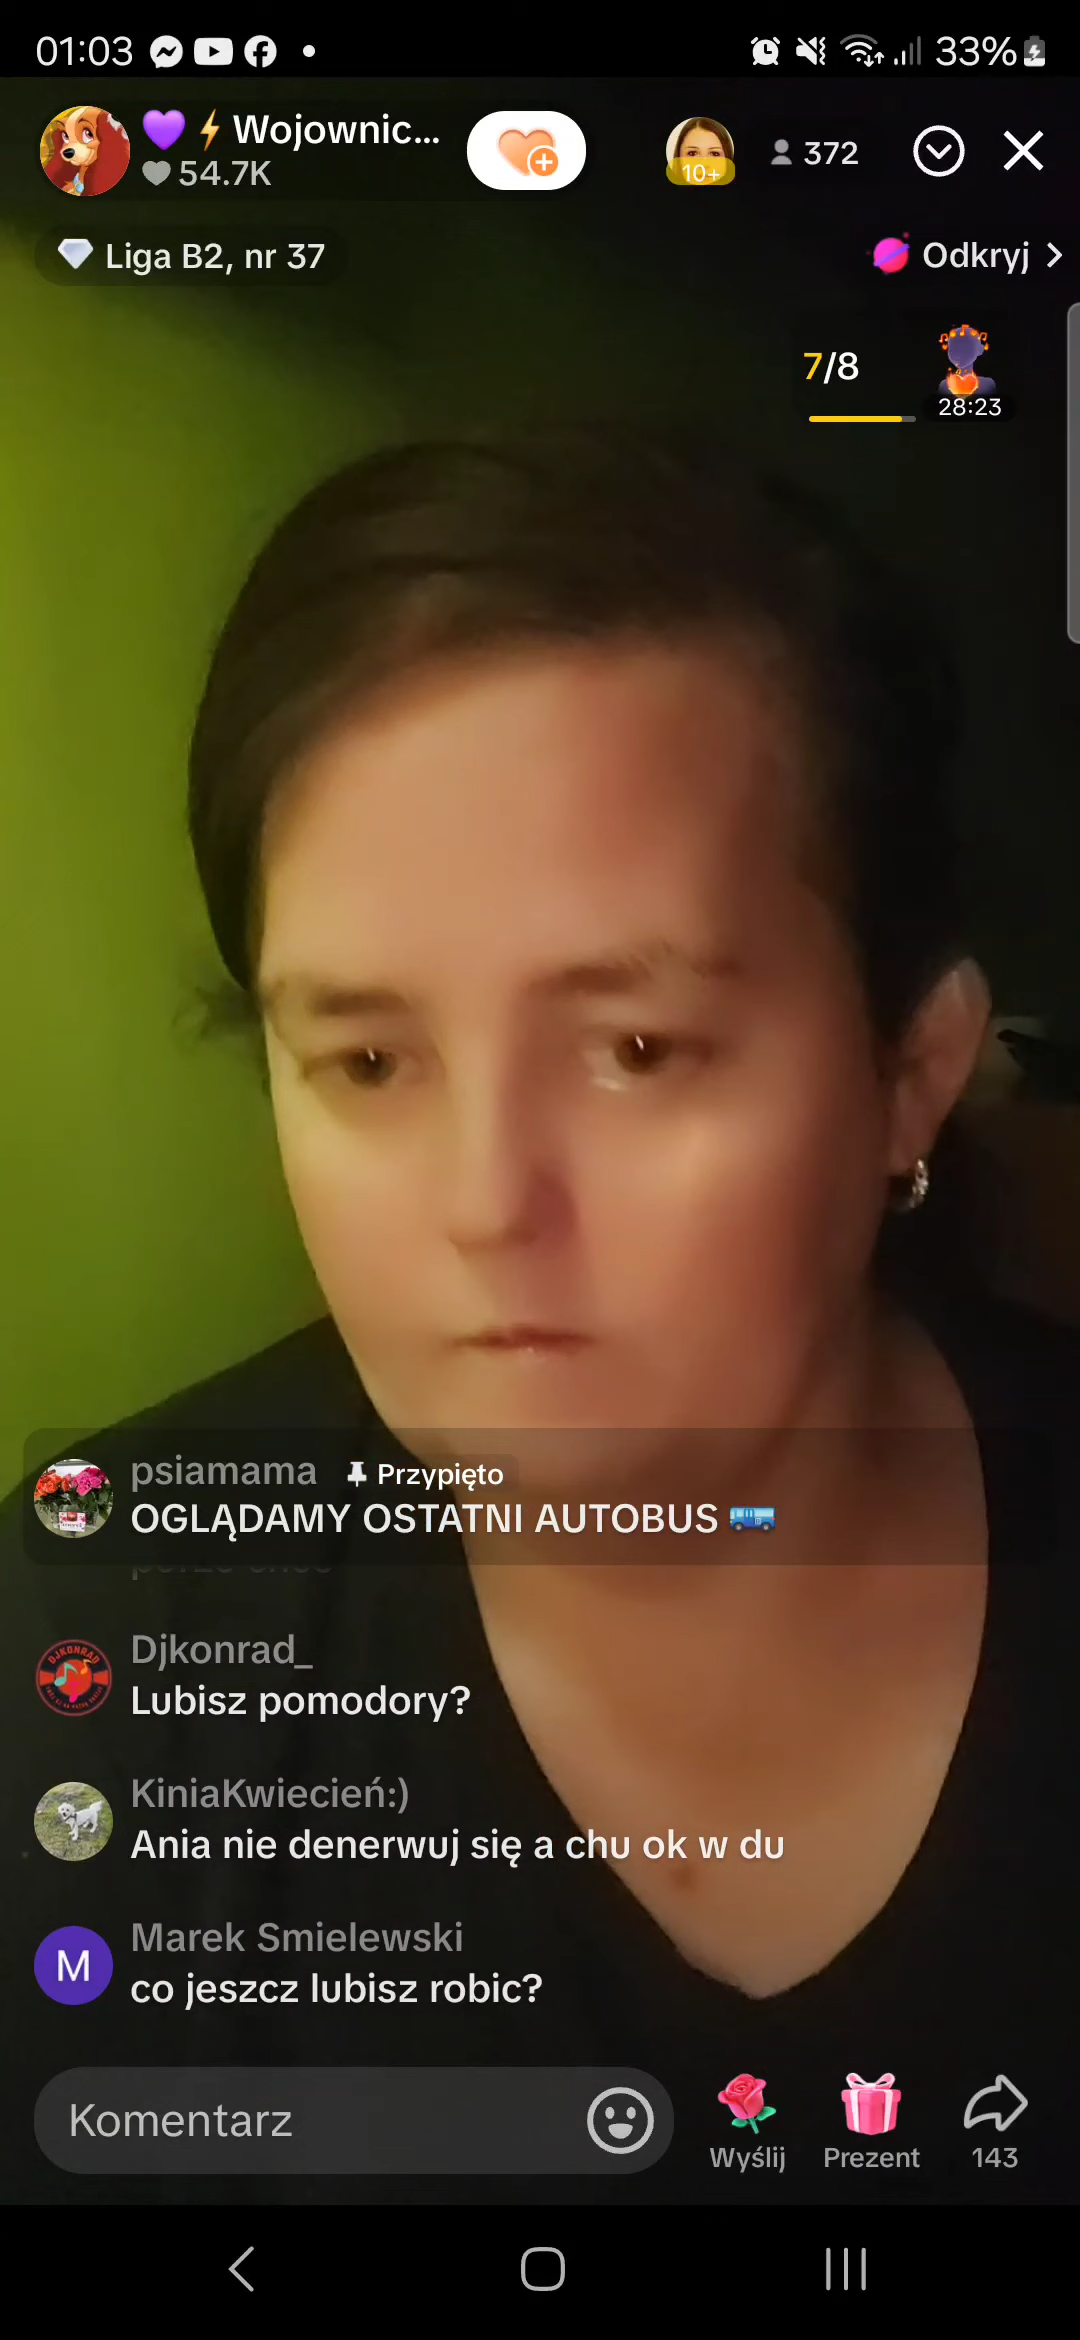 01:03
33%
Wojownic...
54.7K
10+
372
Liga B2, nr 37
Odkryj
7/8
28:23
psiamama Przypięto
OGLĄDAMY OSTATNI AUTOBUS
Djkonrad_
DJKONRAD
Lubisz pomodory?
KiniaKwiecień:)
Ania nie denerwuj się a chu ok w du
M
Marek Smielewski
co jeszcz lubisz robic?
Komentarz
Wyślij
Prezent
143